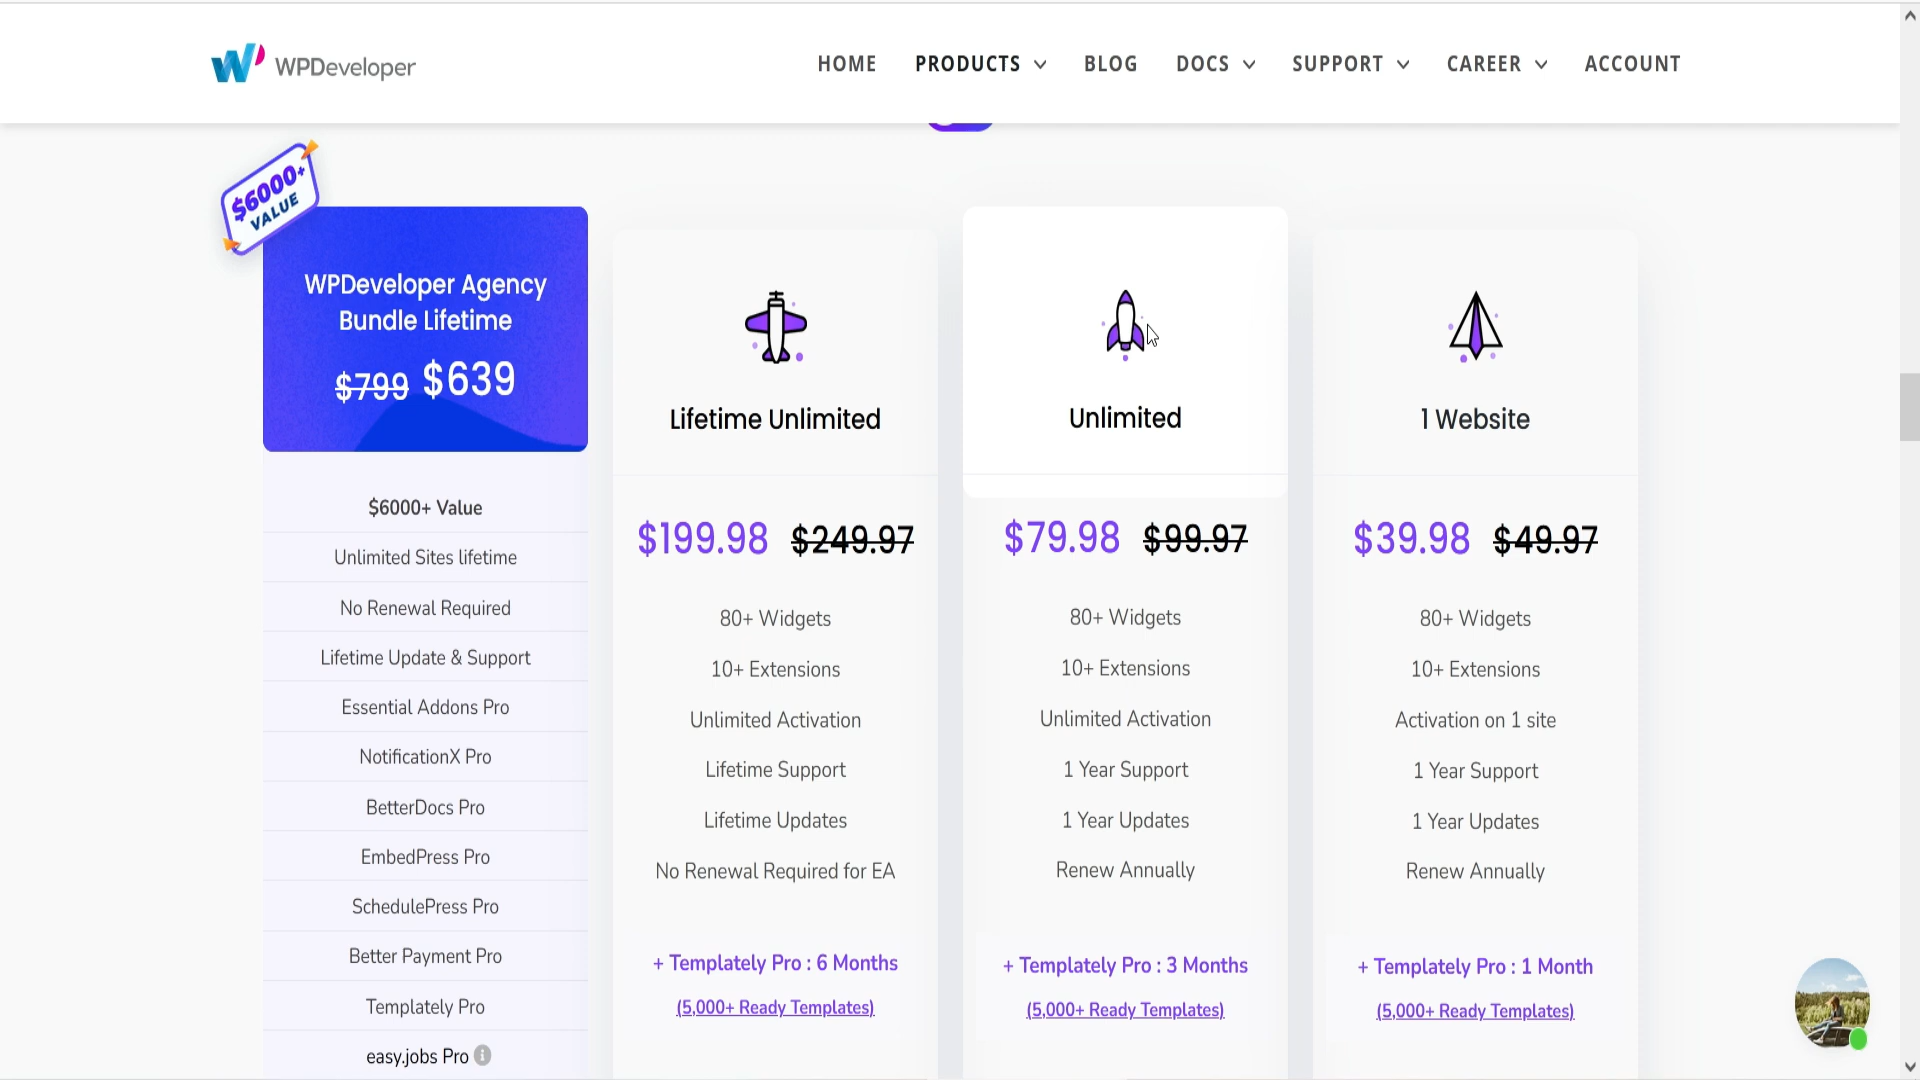 WPDeveloper
HOME PRODUCTS BLOG DOCS SUPPORT CAREER ACCOUNT
$6000+
VALUE
WPDeveloper Agency
Bundle Lifetime
$799 $639
$6000+ Value
Unlimited Sites lifetime
No Renewal Required
Lifetime Update & Support
Essential Addons Pro
NotificationX Pro
BetterDocs Pro
EmbedPress Pro
SchedulePress Pro
Better Payment Pro
Templately Pro
easy.jobs Pro
Lifetime Unlimited
$199.98 $249.97
80+ Widgets
10+ Extensions
Unlimited Activation
Lifetime Support
Lifetime Updates
No Renewal Required for EA
+ Templately Pro : 6 Months
(5,000+ Ready Templates)
Unlimited
$79.98 $99.97
80+ Widgets
10+ Extensions
Unlimited Activation
1 Year Support
1 Year Updates
Renew Annually
+ Templately Pro : 3 Months
(5,000+ Ready Templates)
1 Website
$39.98 $49.97
80+ Widgets
10+ Extensions
Activation on 1 site
1 Year Support
1 Year Updates
Renew Annually
+ Templately Pro : 1 Month
(5,000+ Ready Templates)